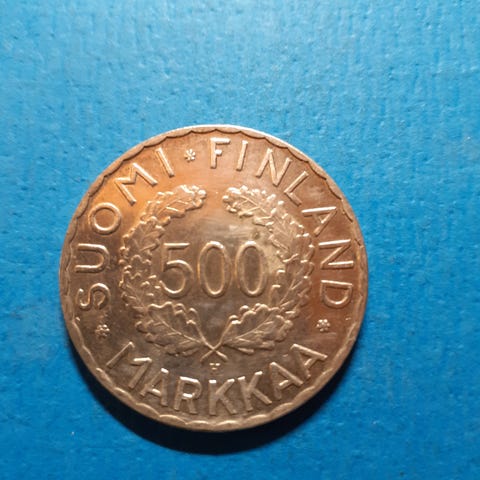 SUOMI * FINLAND
500
H
* MARKKAA *